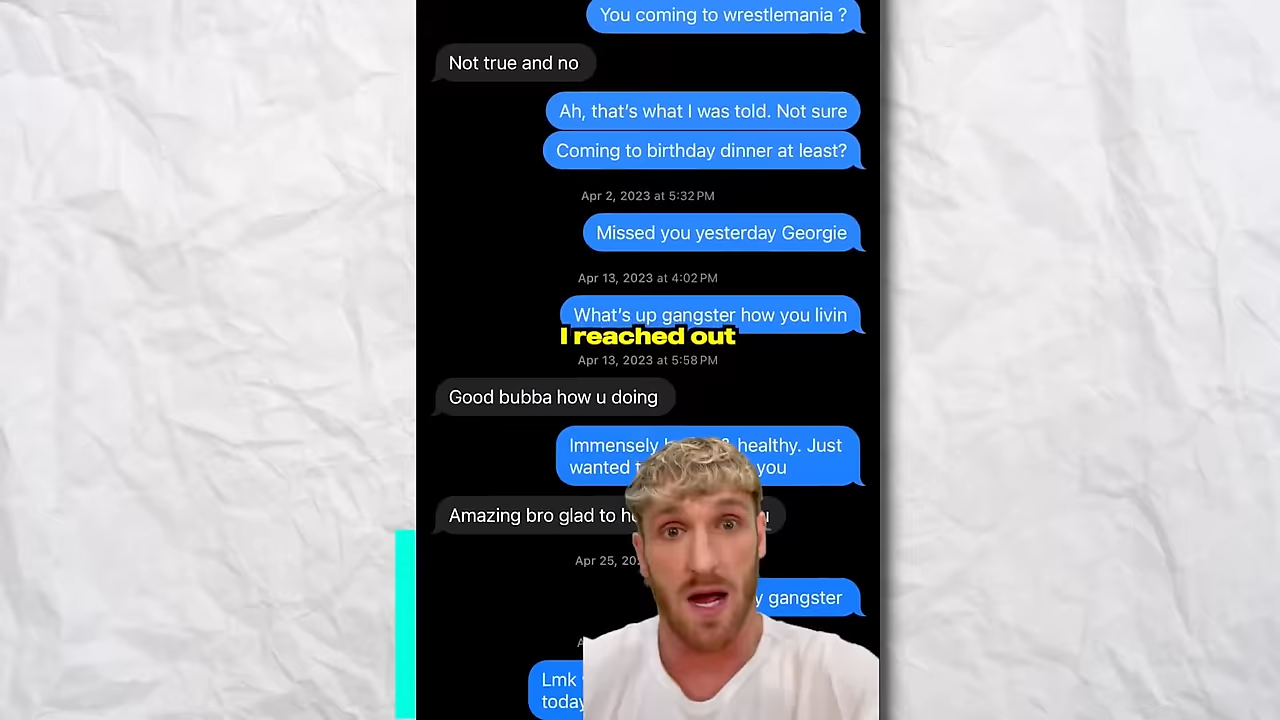 You coming to wrestlemania ?
Not true and no
Ah, that's what I was told. Not sure
Coming to birthday dinner at least?
Apr 2, 2023 at 5:32 PM
Missed you yesterday Georgie
Apr 13, 2023 at 4:02 PM
What's up gangster how you livin
I reached out
Apr 13, 2023 at 5:58 PM
Good bubba how u doing
Immensely healthy. Just
wanted you
Amazing bro glad to
Apr 25,
gangster
Lmk
today